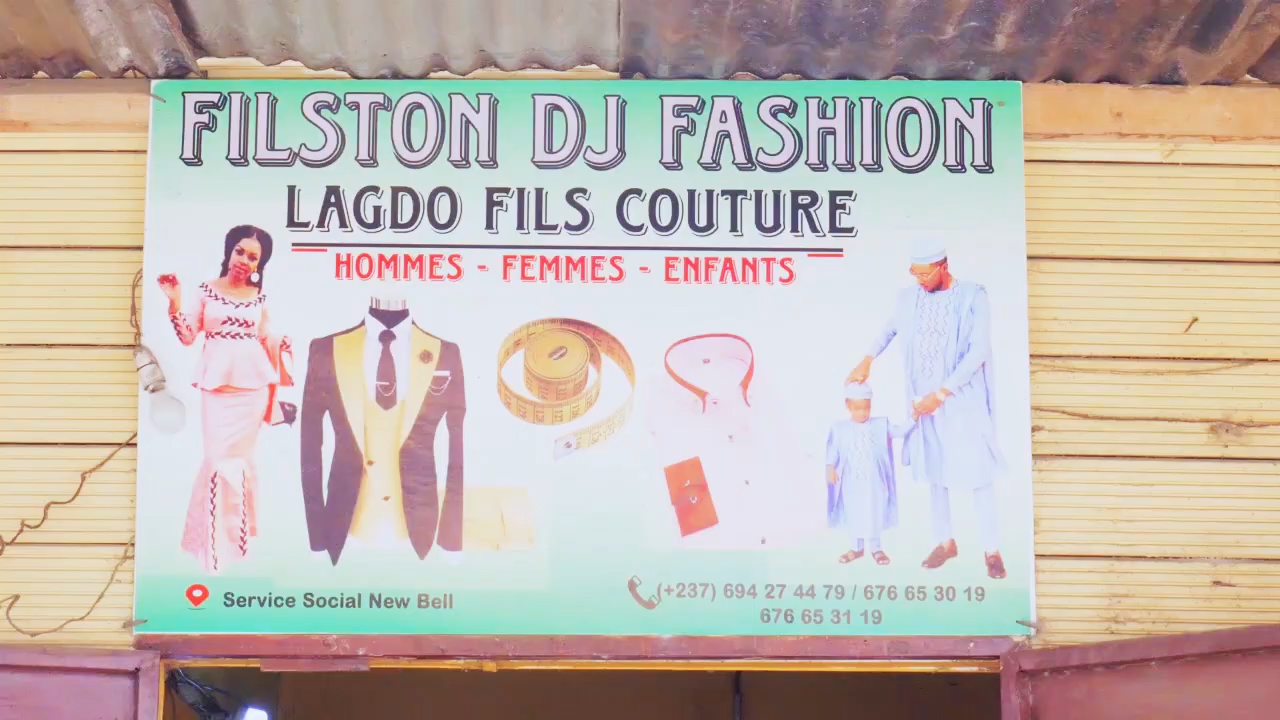 FILSTON DJ FASHION
LAGDO FILS COUTURE
HOMMES - FEMMES - ENFANTS
Service Social New Bell
(+237) 694 27 44 79 / 676 65 30 19
676 65 31 19